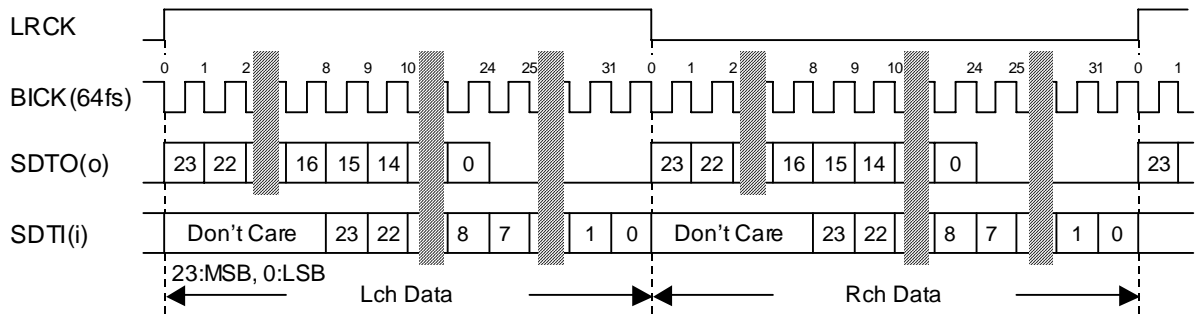 LRCK
0 1 2 8 9 10 24 25 31 0 1 2 8 9 10 24 25 31 0 1
BICK(64fs)
SDTO(o) 23 22 16 15 14 0 23 22 16 15 14 0 23
SDTI(i) Don't Care 23 22 8 7 1 0 Don't Care 23 22 8 7 1 0
23:MSB, 0:LSB
Lch Data Rch Data